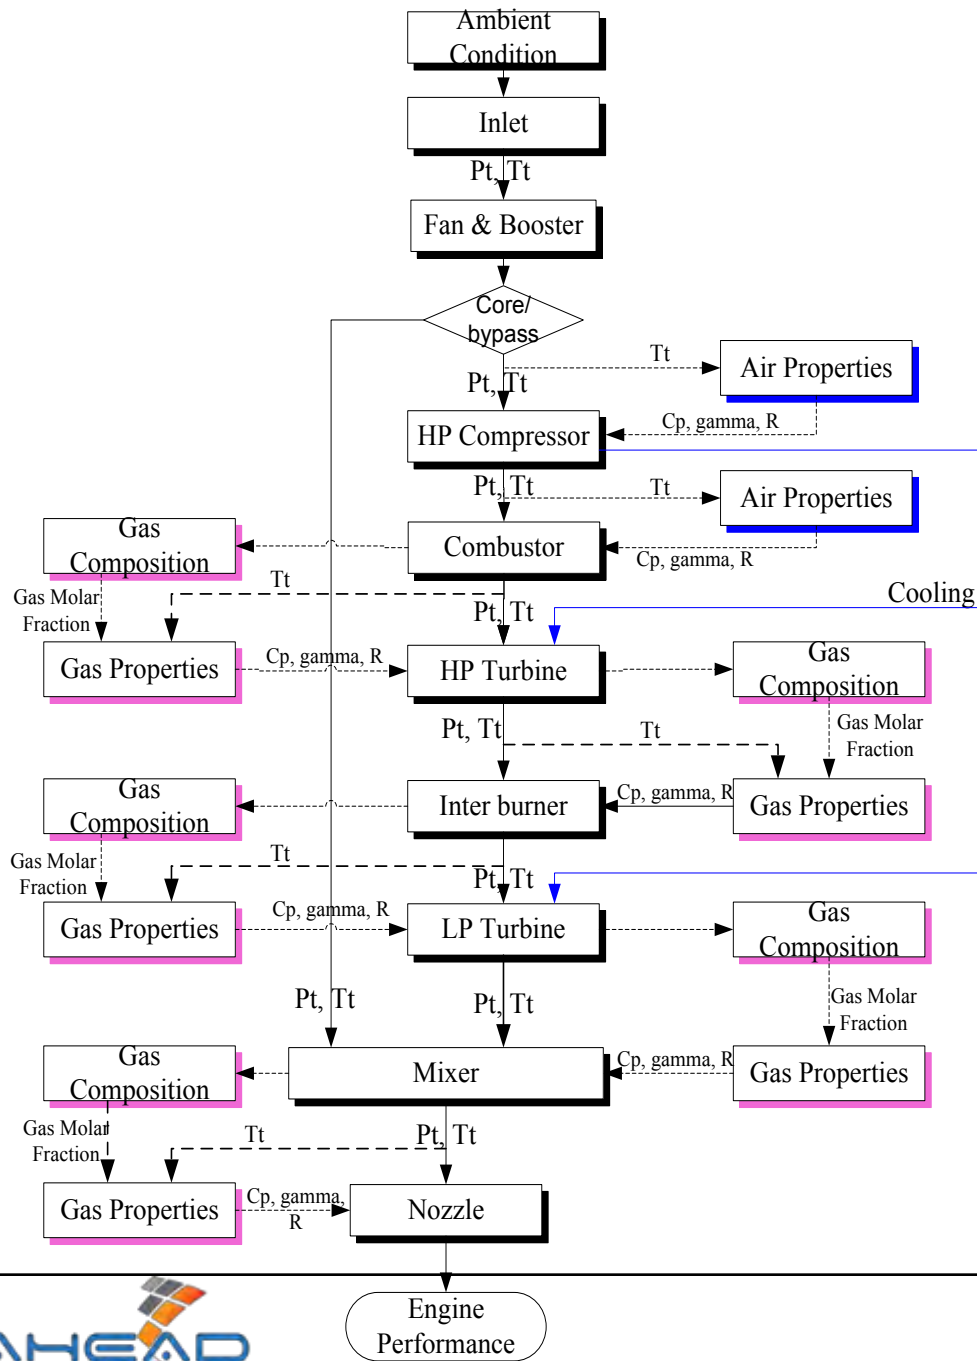 Ambient
Condition
Inlet
Pt, Tt
Fan & Booster
Core/
bypass
Tt
Air Properties
Pt, Tt
Cp, gamma, R
HP Compressor
Pt, Tt
Tt
Air Properties
Gas
Composition
Combustor
Cp, gamma, R
Tt
Gas Molar
Fraction
Pt, Tt
Cooling
Gas Properties
Cp, gamma, R
HP Turbine
Gas
Composition
Pt, Tt
Tt
Gas Molar
Fraction
Gas
Composition
Inter burner
Cp, gamma, R
Gas Properties
Tt
Gas Molar
Fraction
Pt, Tt
Gas Properties
Cp, gamma, R
LP Turbine
Gas
Composition
Pt, Tt
Pt, Tt
Gas Molar
Fraction
Gas
Composition
Mixer
Cp, gamma, R
Gas Properties
Gas Molar
Fraction
Tt
Pt, Tt
Gas Properties
Cp, gamma,
R
Nozzle
Engine
Performance
AHEAD